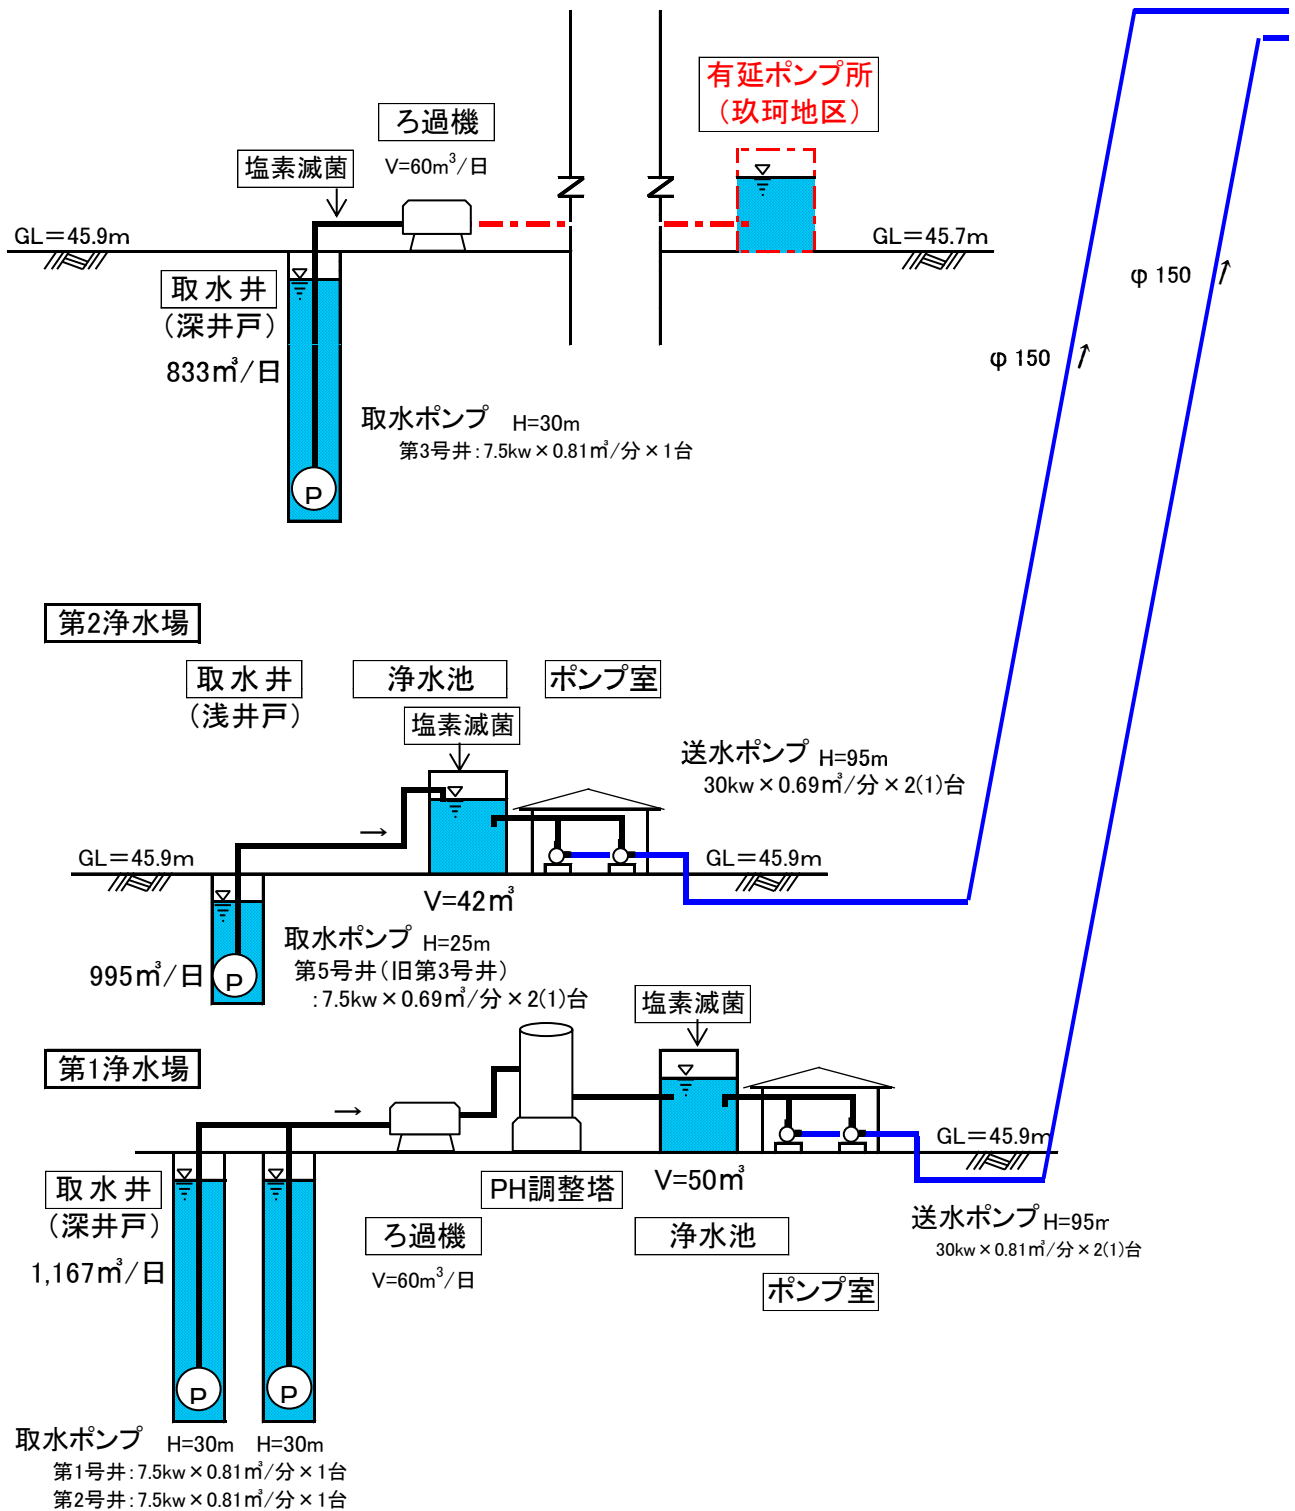 有延ポンプ所
（玖珂地区）
ろ過機
V=60m³/日
塩素滅菌
GL＝45.9m
GL＝45.7m
取水井
(深井戸)
833㎥/日
φ 150
φ 150
取水ポンプ H=30m
第3号井：7.5kw×0.81㎥/分×1台
P
第2浄水場
取水井
(浅井戸)
浄水池
ポンプ室
塩素滅菌
送水ポンプ H=95m
30kw×0.69㎥/分×2(1)台
→
GL＝45.9m
GL＝45.9m
V=42㎥
995㎥/日
P
取水ポンプ H=25m
第5号井(旧第3号井)
：7.5kw×0.69㎥/分×2(1)台
塩素滅菌
第1浄水場
→
GL＝45.9m
取水井
(深井戸)
1,167㎥/日
PH調整塔
V=50㎥
ろ過機
V=60m³/日
浄水池
送水ポンプ H=95m
30kw×0.81㎥/分×2(1)台
ポンプ室
P
P
取水ポンプ H=30m H=30m
第1号井：7.5kw×0.81㎥/分×1台
第2号井：7.5kw×0.81㎥/分×1台